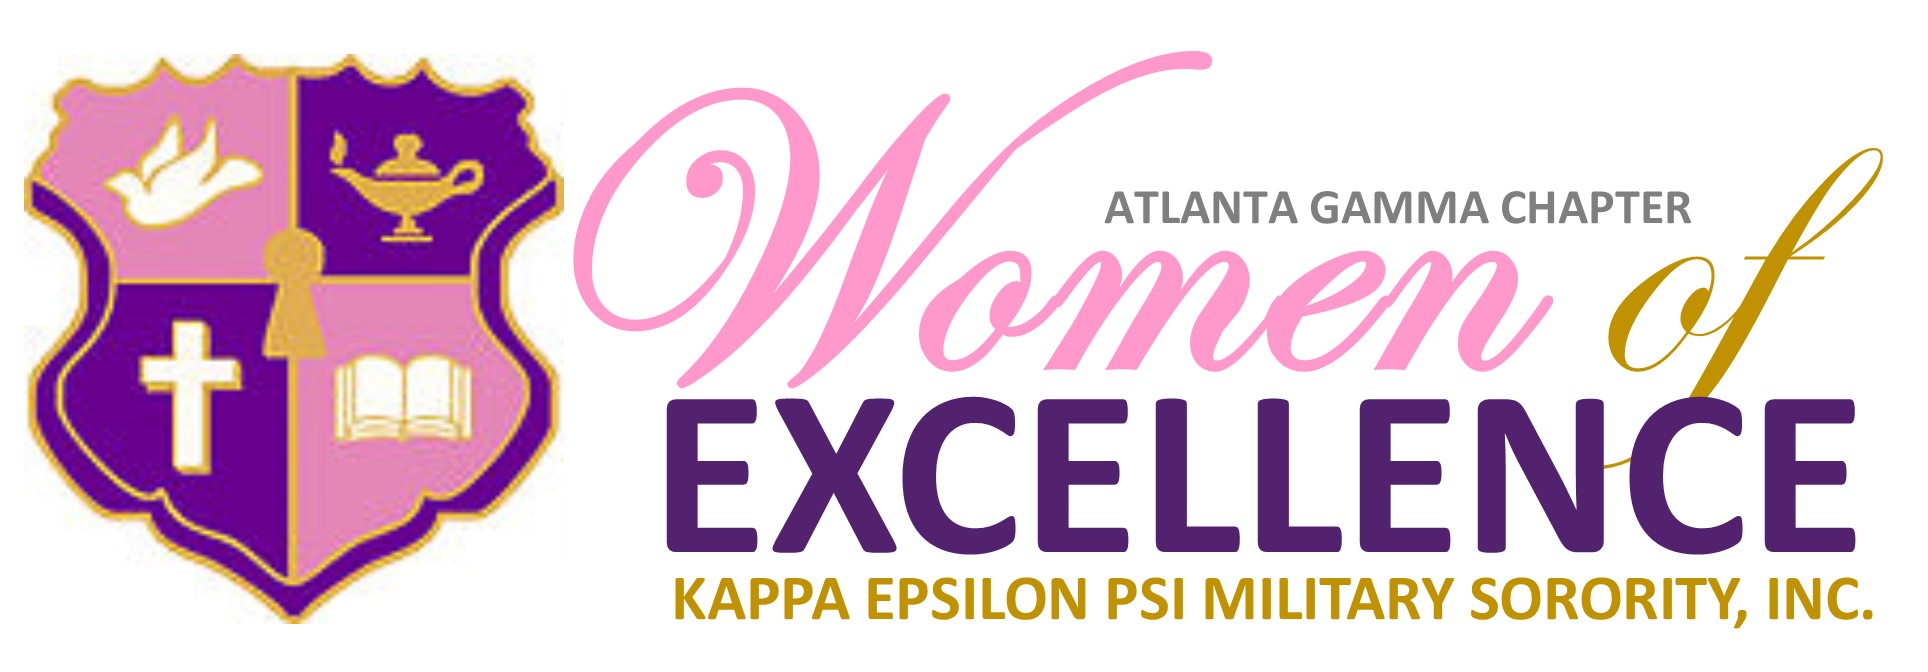 ATLANTA GAMMA CHAPTER
Women of
EXCELLENCE
KAPPA EPSILON PSI MILITARY SORORITY, INC.